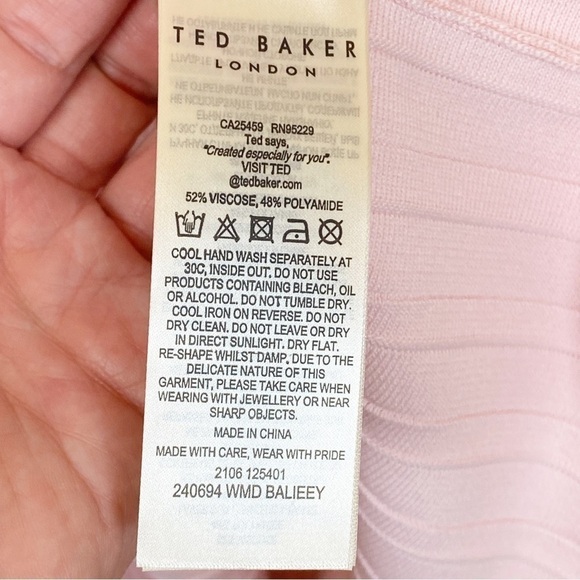 TED BAKER
LONDON
CA25459 RN95229
Ted says,
"Created especially for you".
VISIT TED
@tedbaker.com
52% VISCOSE, 48% POLYAMIDE
COOL HAND WASH SEPARATELY AT
30C, INSIDE OUT. DO NOT USE
PRODUCTS CONTAINING BLEACH, OIL
OR ALCOHOL. DO NOT TUMBLE DRY.
COOL IRON ON REVERSE. DO NOT
DRY CLEAN. DO NOT LEAVE OR DRY
IN DIRECT SUNLIGHT. DRY FLAT.
RE-SHAPE WHILST DAMP, DUE TO THE
DELICATE NATURE OF THIS
GARMENT, PLEASE TAKE CARE WHEN
WEARING WITH JEWELLERY OR NEAR
SHARP OBJECTS.
MADE IN CHINA
MADE WITH CARE, WEAR WITH PRIDE
2106 125401
240694 WMD BALIEEY